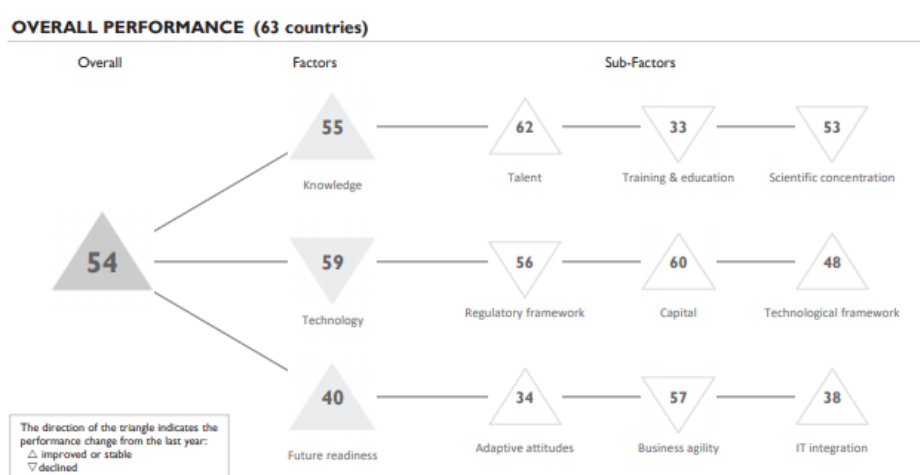 OVERALL PERFORMANCE (63 countries)
Overall Factors Sub-Factors
55 62 33 53
Knowledge Talent Training & education Scientific concentration
54 59 56 60 48
Technology Regulatory framework Capital Technological framework
40 34 57 38
Future readiness Adaptive attitudes Business agility IT integration
The direction of the triangle indicates the
performance change from the last year:
△ improved or stable
▽ declined